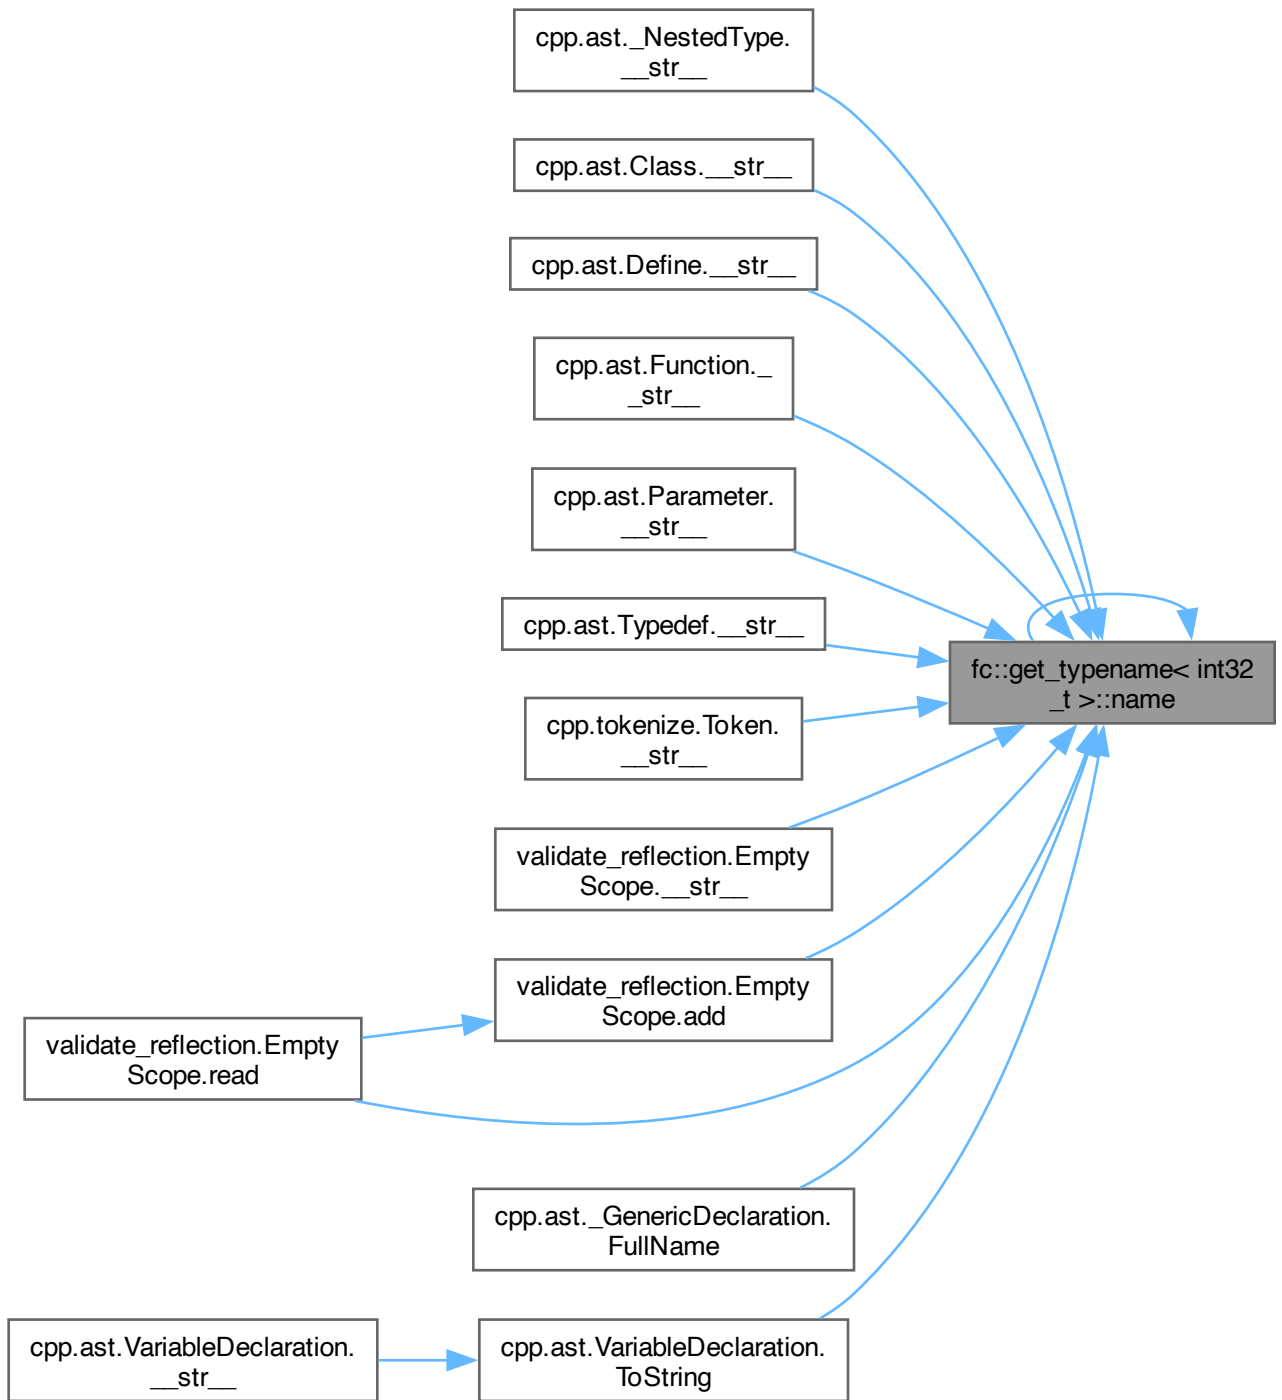 cpp.ast._NestedType.
__str__
cpp.ast.Class.__str__
cpp.ast.Define.__str__
cpp.ast.Function._
_str__
cpp.ast.Parameter.
__str__
cpp.ast.Typedef.__str__
fc::get_typename< int32
_t >::name
cpp.tokenize.Token.
__str__
validate_reflection.Empty
Scope.__str__
validate_reflection.Empty
Scope.add
validate_reflection.Empty
Scope.read
cpp.ast._GenericDeclaration.
FullName
cpp.ast.VariableDeclaration.
__str__
cpp.ast.VariableDeclaration.
ToString